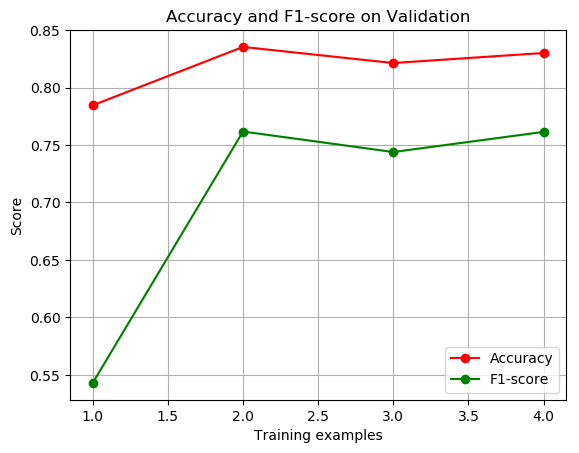 Accuracy and F1-score on Validation
0.85
0.80
0.75
0.70
0.65
0.60
0.55
Score
1.0 1.5 2.0 2.5 3.0 3.5 4.0
Training examples
Accuracy
F1-score